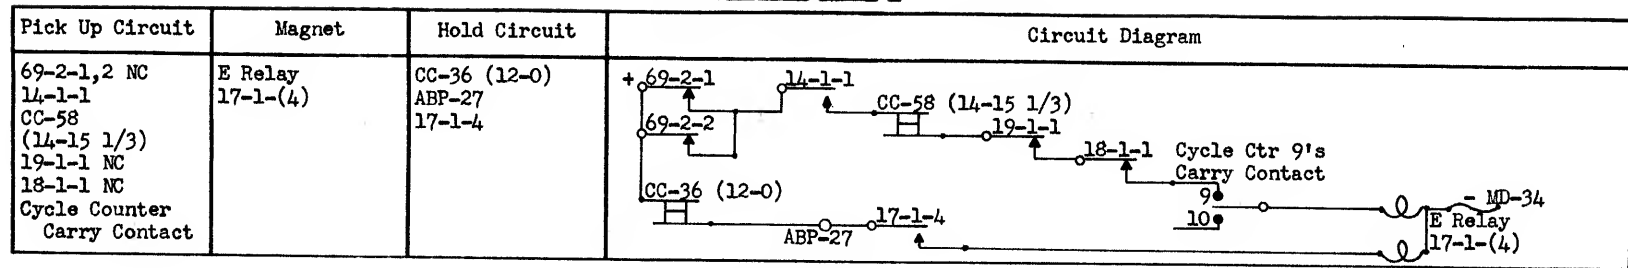 Pick Up Circuit
Magnet
Hold Circuit
Circuit Diagram
69-2-1,2 NC
14-1-1
CC-58
(14-15 1/3)
19-1-1 NC
18-1-1 NC
Cycle Counter
Carry Contact
E Relay
17-1-(4)
CC-36 (12-0)
ABP-27
17-1-4
+ 69-2-1
14-1-1
CC-58 (14-15 1/3)
69-2-2
19-1-1
18-1-1
Cycle Ctr 9's
Carry Contact
CC-36 (12-0)
9
10
- MD-34
17-1-4
ABP-27
E Relay
17-1-(4)